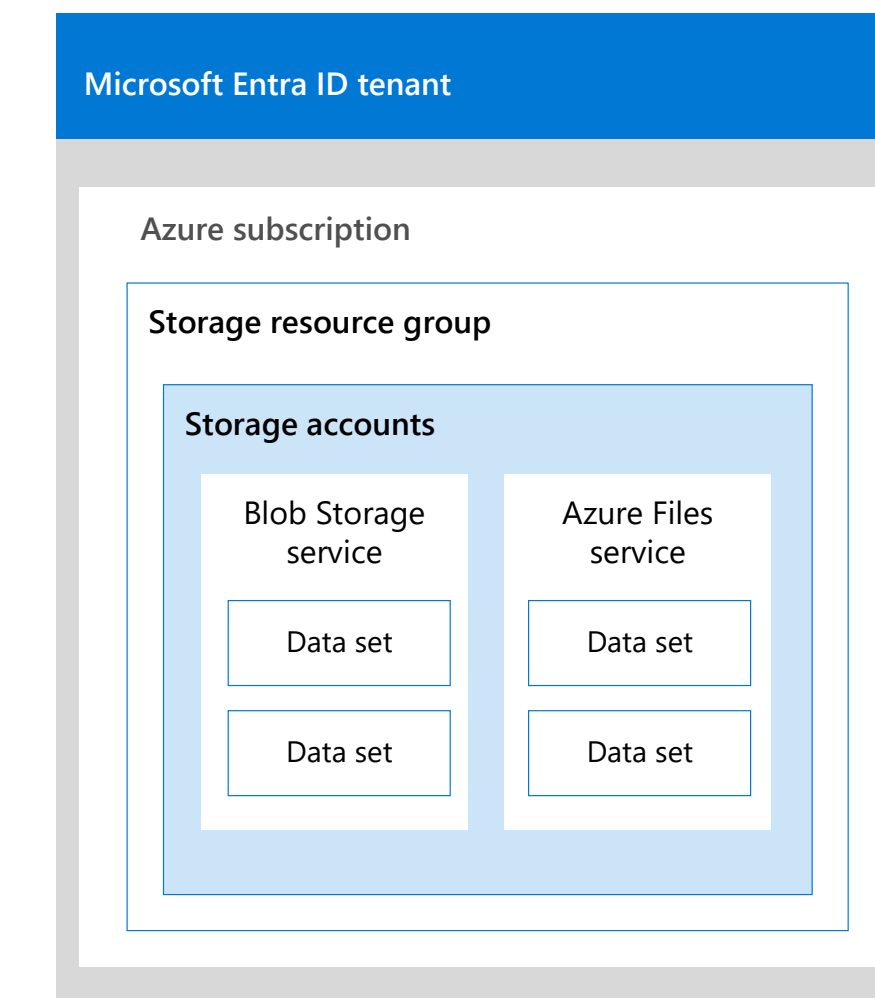 Microsoft Entra ID tenant
Azure subscription
Storage resource group
Storage accounts
Blob Storage
service
Data set
Data set
Azure Files
service
Data set
Data set